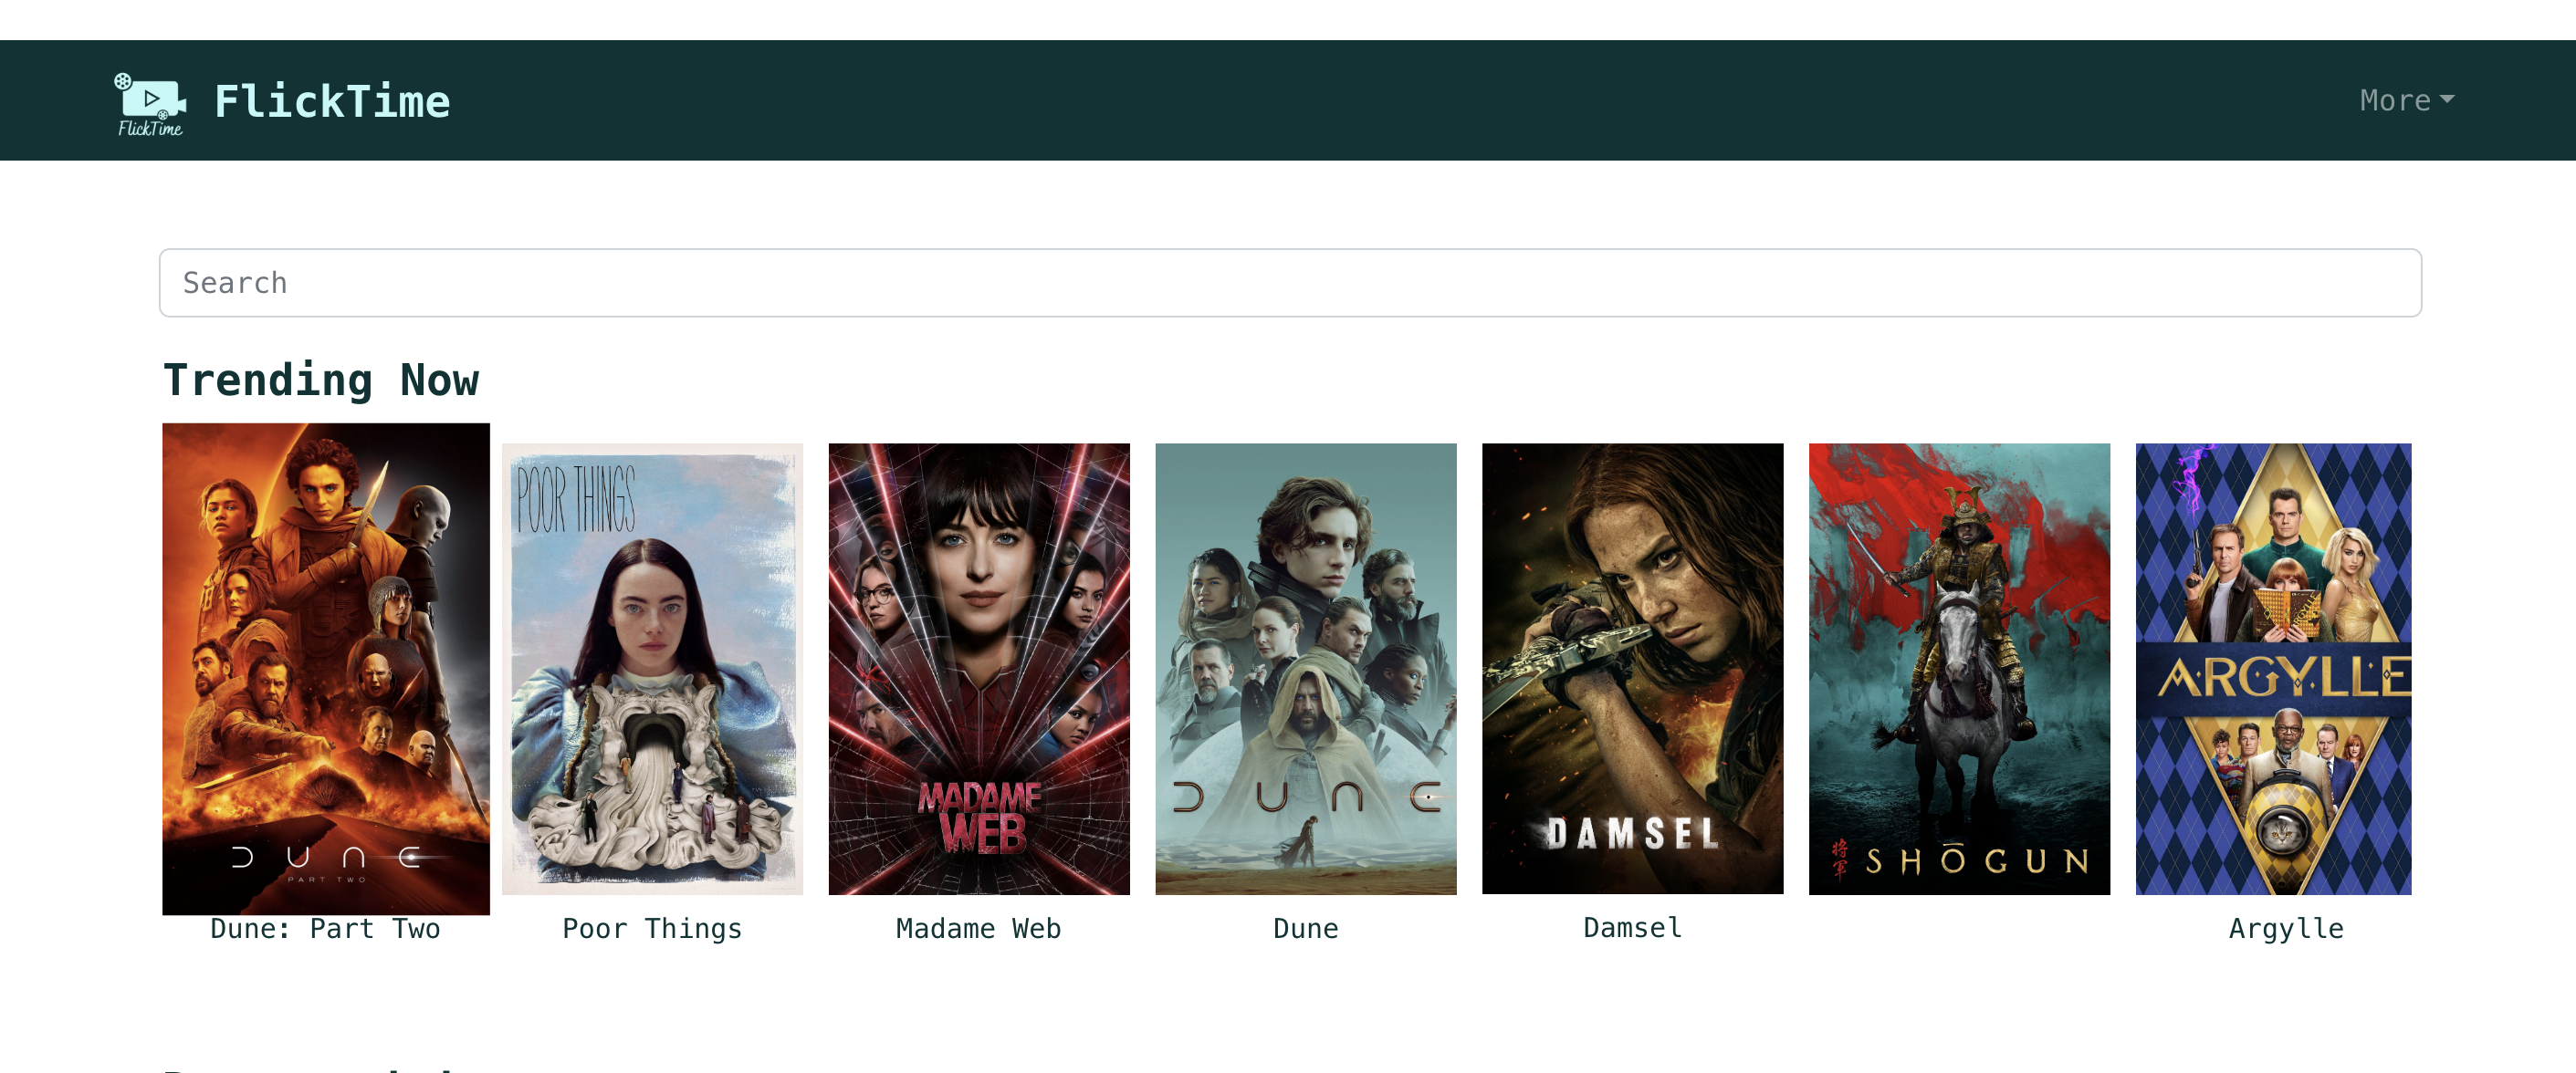 FlickTime
FlickTime
More
Search
Trending Now
DUNE
PART TWO
POOR THINGS
MADAME
WEB
DUNE
DAMSEL
将軍
SHŌGUN
ARGYLLE
Dune: Part Two
Poor Things
Madame Web
Dune
Damsel
Argylle